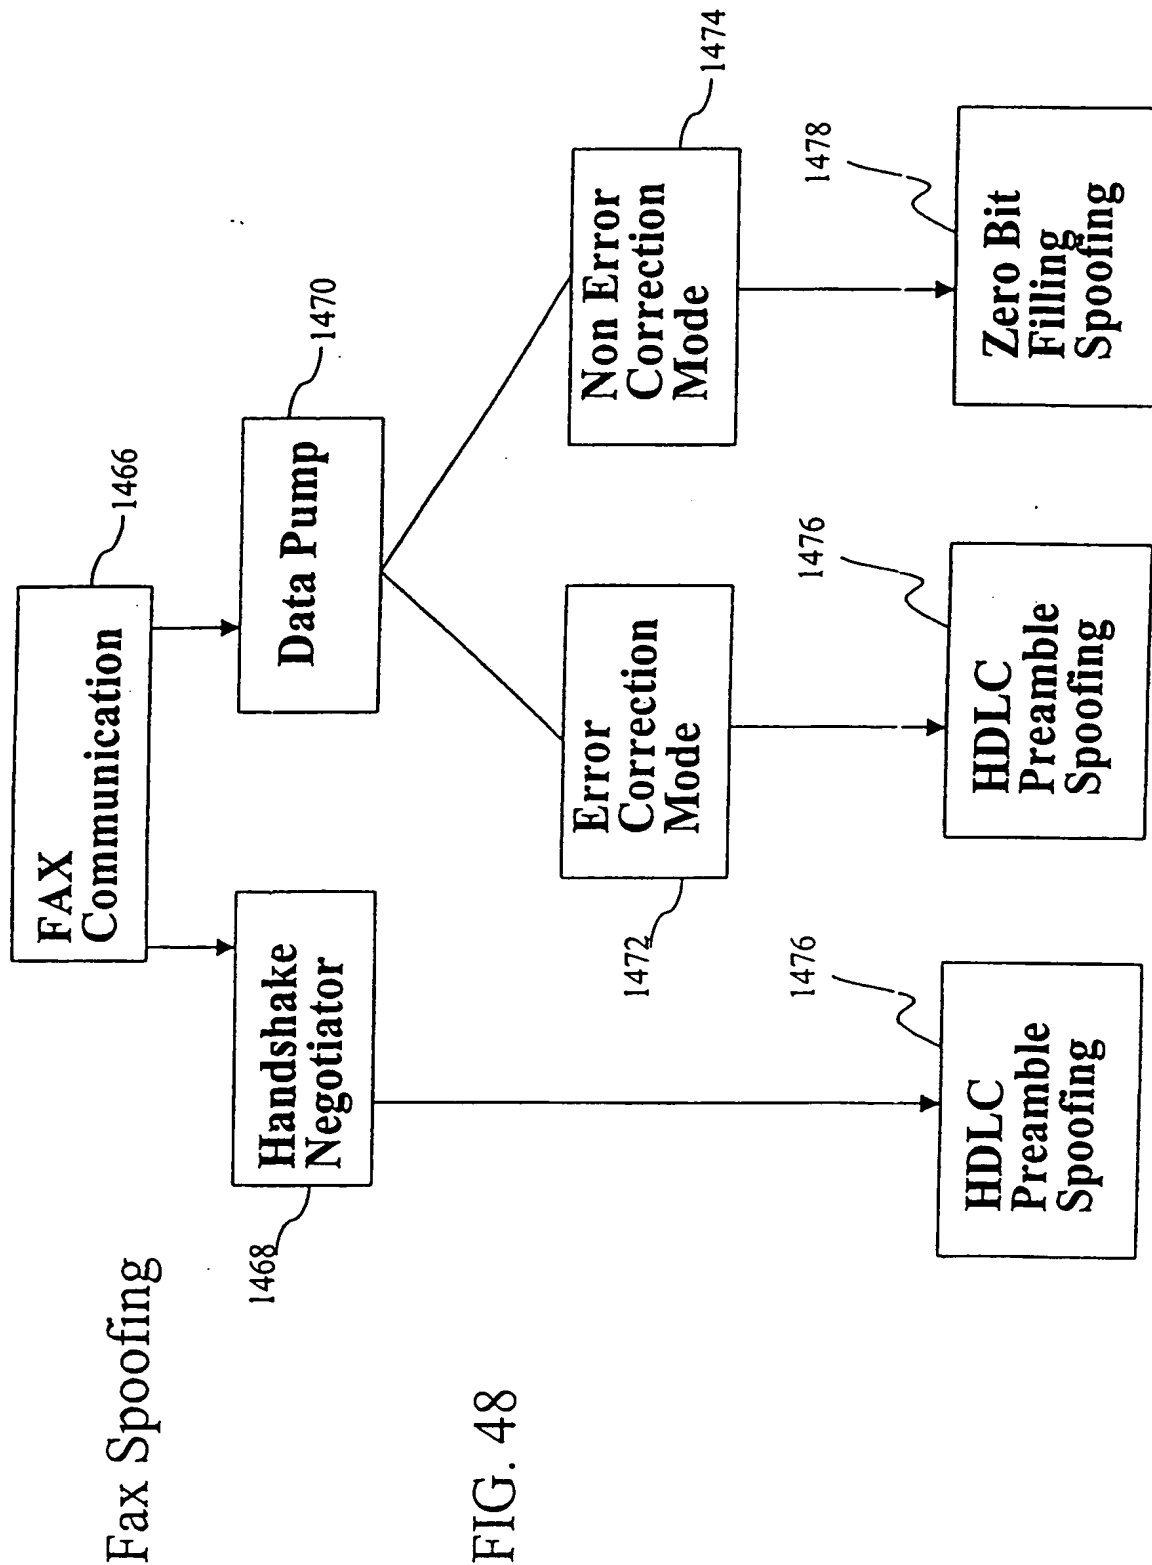 Fax Spoofing
FAX
Communication
1466
Handshake
Negotiator
1468
Data Pump
1470
Error
Correction
Mode
1472
Non Error
Correction
Mode
1474
HDLC
Preamble
Spoofing
1476
HDLC
Preamble
Spoofing
1476
Zero Bit
Filling
Spoofing
1478
FIG. 48